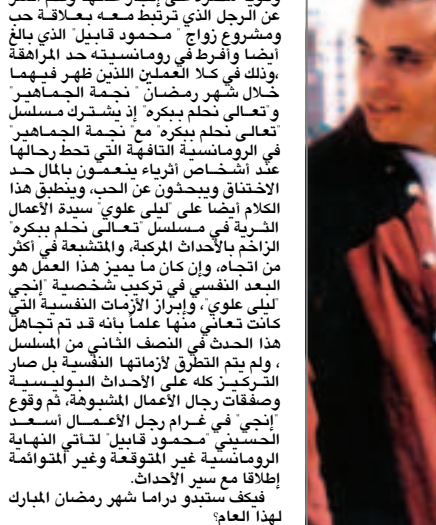 عن الرجل الذي ترتبط معه بعلاقة حب
ومشروع زواج " محمود قابيل" الذي بالغ
أيضا وأفرط في رومانسيته حد المراهقة
،وذلك في كلا العملين اللذين ظهر فيهما
خلال شهر رمضان " نجمة الجماهير"
و"تعالى نحلم ببكره" إذ يشترك مسلسل
"تعالى نحلم ببكره" مع" نجمة الجماهير"
في الرومانسية التافهة التي تحط رحالها
عند أشخاص أثرياء ينعمون بالمال حد
الاختناق ويبحثون عن الحب، وينطبق هذا
الكلام أيضا على "ليلى علوي" سيدة الأعمال
الثرية في مسلسل "تعالى نحلم ببكره"
الزاخم بالأحداث المركبة، والمتشعبة في أكثر
من اتجاه، وإن كان ما يميز هذا العمل هو
البعد النفسي في تركيب شخصية "إنجي
"ليلى علوي"، وإبراز الأزمات النفسية التي
كانت تعاني منها علماً بأنه قد تم تجاهل
هذا الحدث في النصف الثاني من المسلسل
، ولم يتم التطرق لأزماتها النفسية بل صار
التركيز كله على الأحداث البوليسية
وصفقات رجال الأعمال المشبوهة، ثم وقوع
"إنجي" في غرام رجل الأعمال أسعد
الحسيني "محمود قابيل" لتأتي النهاية
الرومانسية غير المتوقعة وغير المتوائمة
إطلاقا مع سير الأحداث.
فيكف ستبدو دراما شهر رمضان المبارك
لهذا العام؟